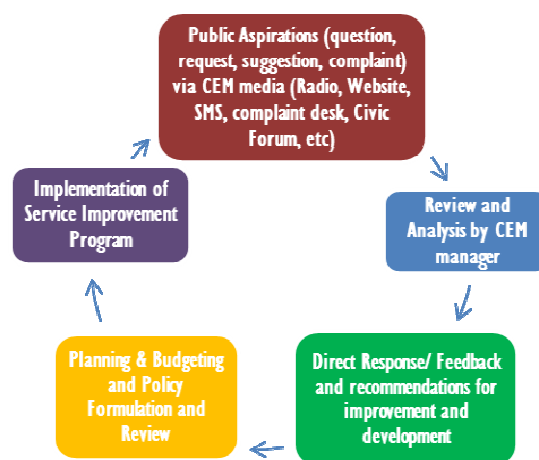 Public Aspirations (question,
request, suggestion, complaint)
via CEM media (Radio, Website,
SMS, complaint desk, Civic
Forum, etc)
Review and
Analysis by CEM
manager
Direct Response/ Feedback
and recommendations for
improvement and
development
Planning & Budgeting
and Policy
Formulation and
Review
Implementation of
Service Improvement
Program